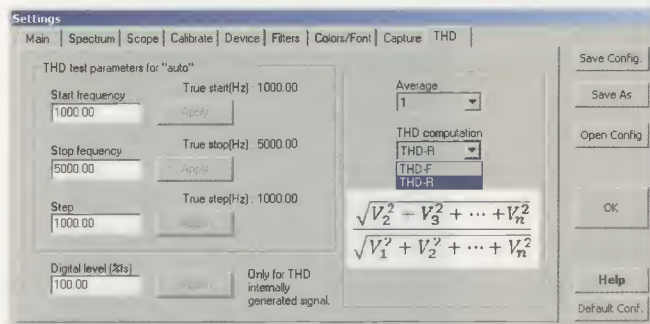 Settings
Main Spectrum Scope Calibrate Device Filters Colors/Font Capture THD
THD test parameters for "auto"
Start frequency
True start(Hz) : 1000.00
1000.00
Apply
Stop fequency
True stop(Hz) : 5000.00
5000.00
Apply
Step
True step(Hz) : 1000.00
1000.00
Apply
Digital level (%fs)
100.00
Apply
Only for THD
internally
generated signal.
Average
1
THD computation
THD-R
THD-F
THD-R
√V₂² + V₃² + ··· + Vₙ²
√V₁² + V₂² + ··· + Vₙ²
Save Config.
Save As
Open Config
OK
Help
Default Conf.